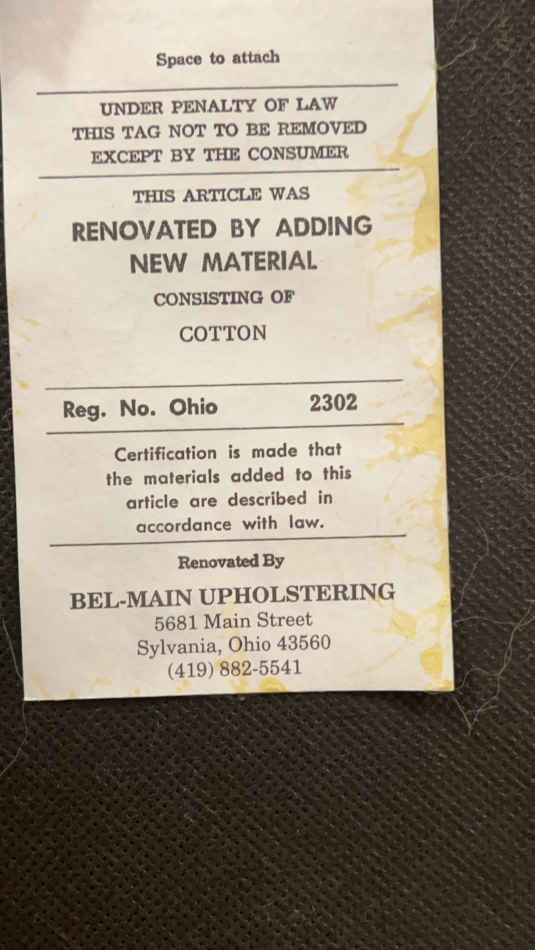 Space to attach
UNDER PENALTY OF LAW
THIS TAG NOT TO BE REMOVED
EXCEPT BY THE CONSUMER
THIS ARTICLE WAS
RENOVATED BY ADDING
NEW MATERIAL
CONSISTING OF
COTTON
Reg. No. Ohio 2302
Certification is made that
the materials added to this
article are described in
accordance with law.
Renovated By
BEL-MAIN UPHOLSTERING
5681 Main Street
Sylvania, Ohio 43560
(419) 882-5541